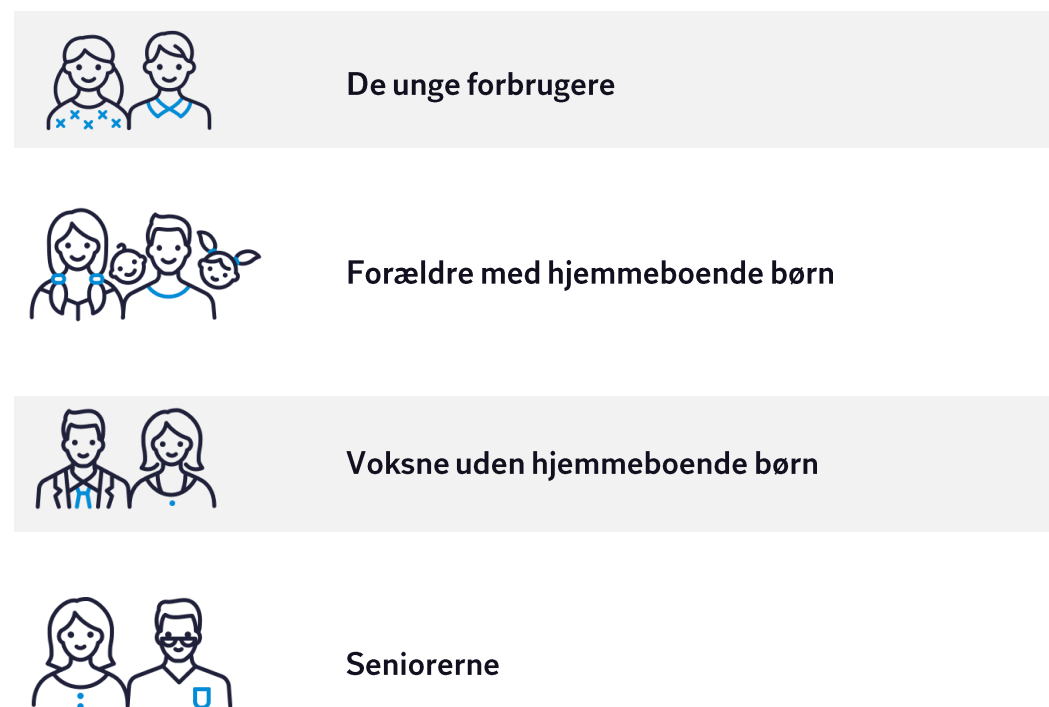 De unge forbrugere
Forældre med hjemmeboende børn
Voksne uden hjemmeboende børn
Seniorerne